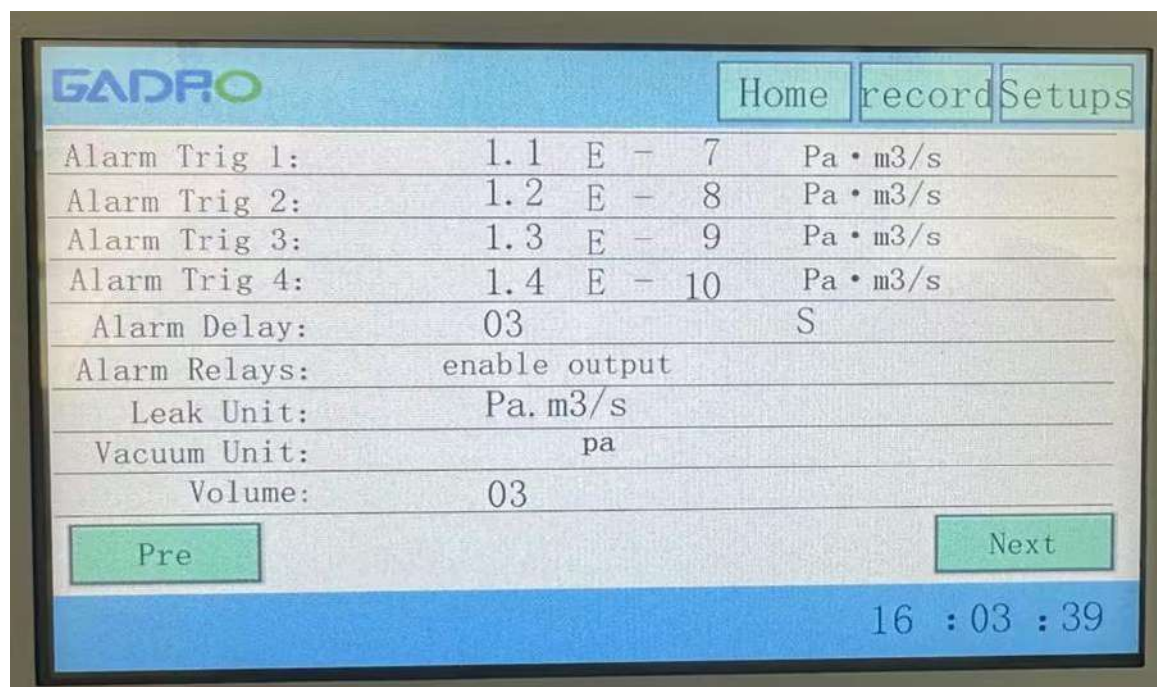 GADRO
Home record Setups
Alarm Trig 1: 1.1 E - 7 Pa·m3/s
Alarm Trig 2: 1.2 E - 8 Pa·m3/s
Alarm Trig 3: 1.3 E - 9 Pa·m3/s
Alarm Trig 4: 1.4 E - 10 Pa·m3/s
Alarm Delay: 03 S
Alarm Relays: enable output
Leak Unit: Pa.m3/s
Vacuum Unit: pa
Volume: 03
Pre Next
16 :03 :39